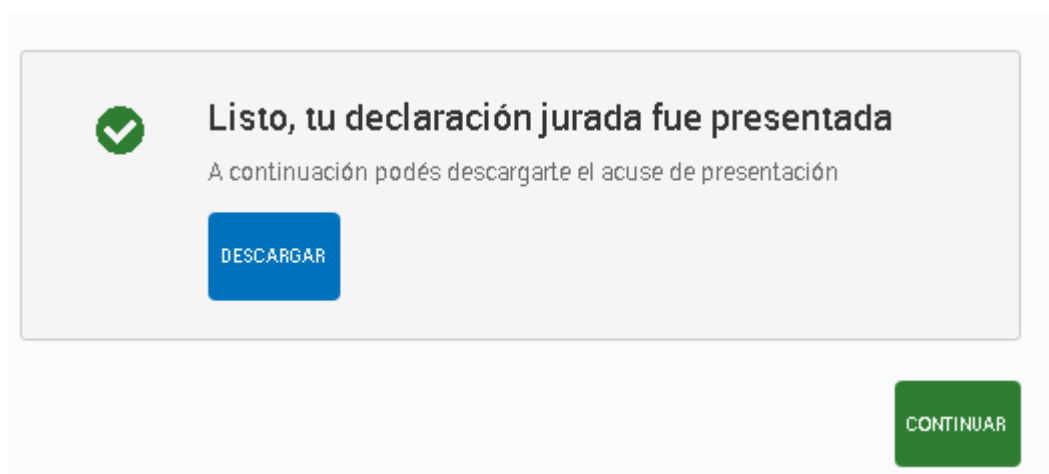 Listo, tu declaración jurada fue presentada
A continuación podés descargarte el acuse de presentación
DESCARGAR
CONTINUAR